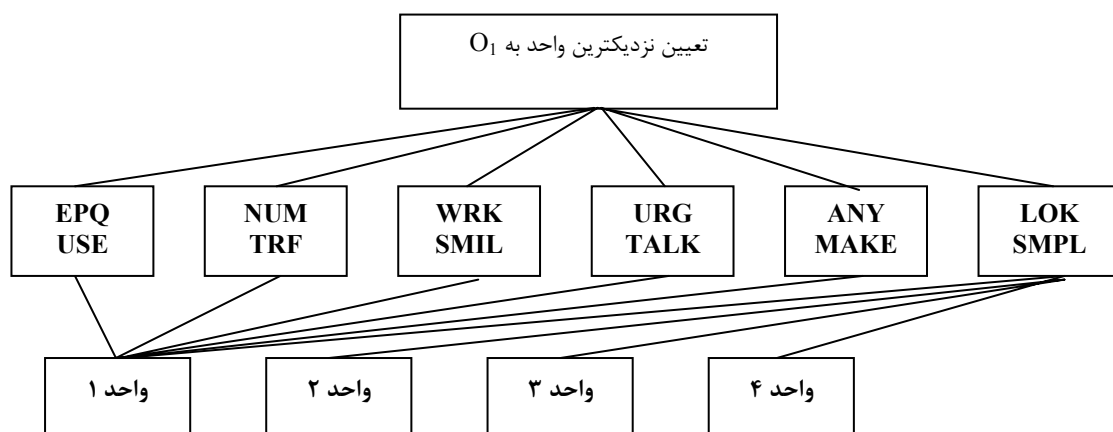 تعیین نزدیکترین واحد به O₁
EPQ
USE
NUM
TRF
WRK
SMIL
URG
TALK
ANY
MAKE
LOK
SMPL
واحد ۱
واحد ۲
واحد ۳
واحد ۴